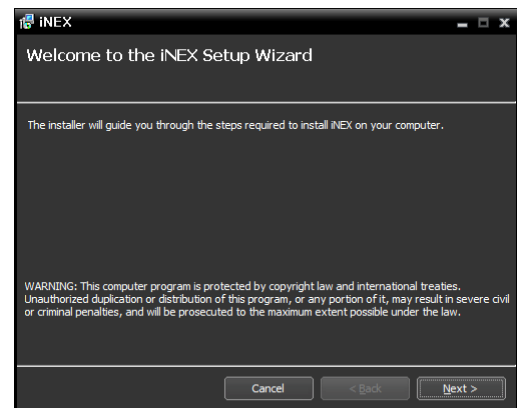 iNEX
Welcome to the iNEX Setup Wizard
The installer will guide you through the steps required to install iNEX on your computer.
WARNING: This computer program is protected by copyright law and international treaties.
Unauthorized duplication or distribution of this program, or any portion of it, may result in severe civil
or criminal penalties, and will be prosecuted to the maximum extent possible under the law.
Cancel < Back Next >